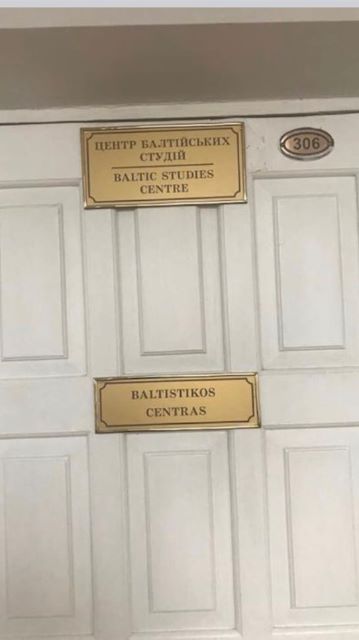 ЦЕНТР БАЛТІЙСЬКИХ
СТУДІЙ
BALTIC STUDIES
CENTRE
306
BALTISTIKOS
CENTRAS